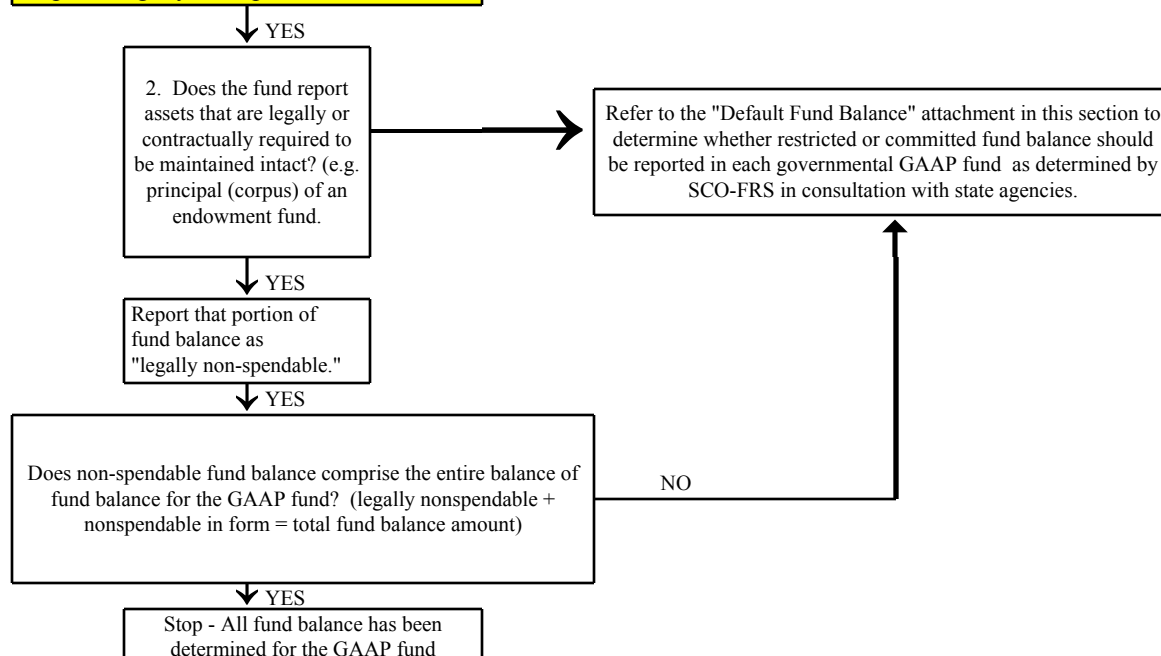 YES
2. Does the fund report
assets that are legally or
contractually required to
be maintained intact? (e.g.
principal (corpus) of an
endowment fund.
Refer to the "Default Fund Balance" attachment in this section to
determine whether restricted or committed fund balance should
be reported in each governmental GAAP fund as determined by
SCO-FRS in consultation with state agencies.
YES
Report that portion of
fund balance as
"legally non-spendable."
YES
Does non-spendable fund balance comprise the entire balance of
fund balance for the GAAP fund? (legally nonspendable +
nonspendable in form = total fund balance amount)
NO
YES
Stop - All fund balance has been
determined for the GAAP fund